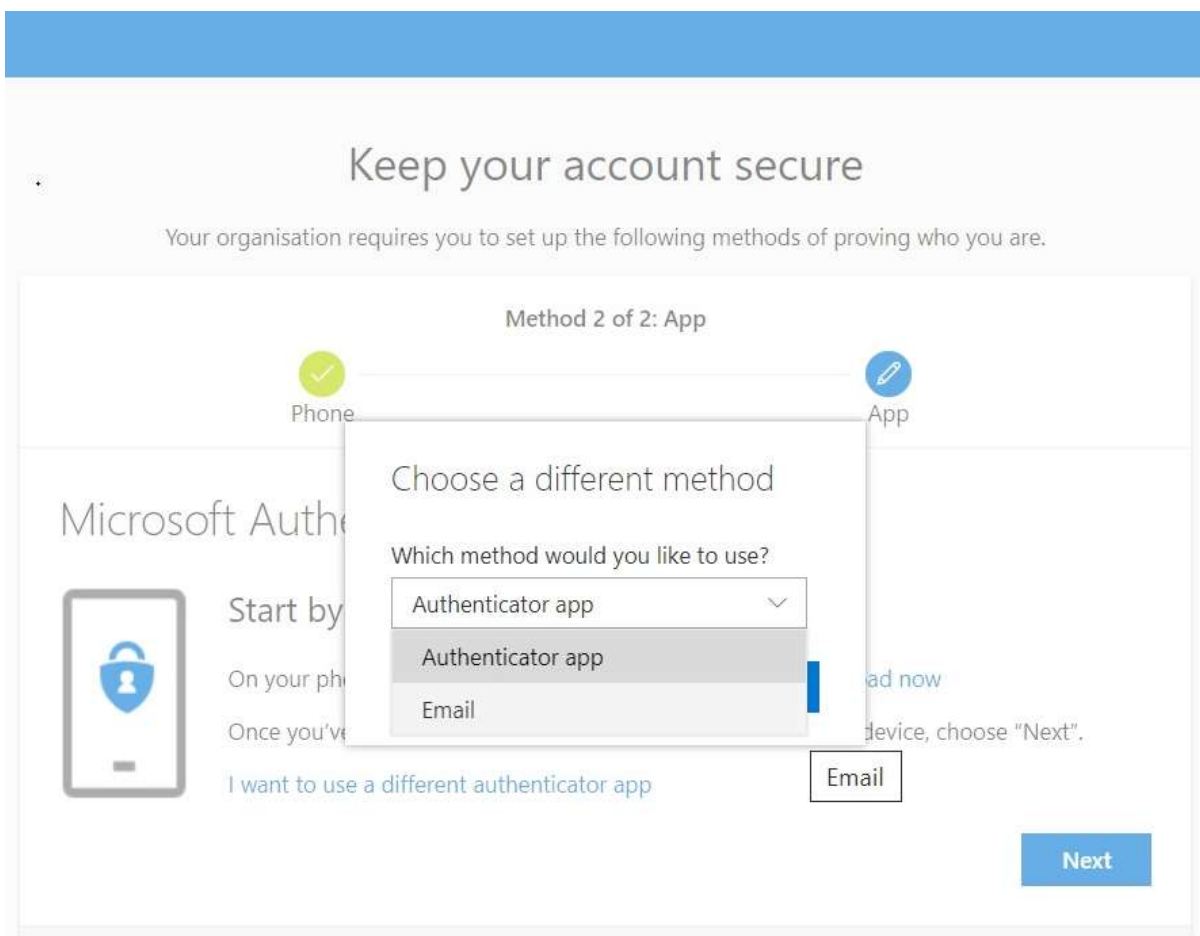 Keep your account secure
Your organisation requires you to set up the following methods of proving who you are.
Method 2 of 2: App
Phone
App
Choose a different method
Microsoft Authe
Which method would you like to use?
Authenticator app
Start by
Authenticator app
On your pho
ad now
Email
Once you've
device, choose "Next".
Email
I want to use a different authenticator app
Next